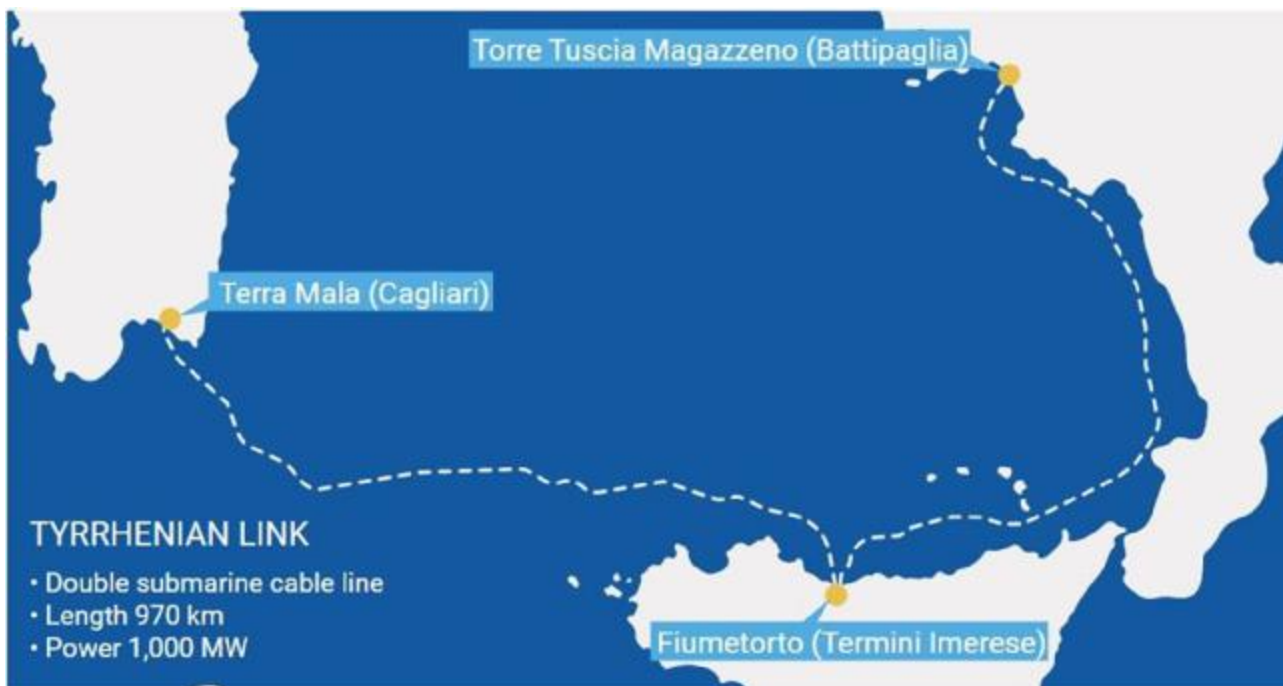 Torre Tuscia Magazzeno (Battipaglia)
Terra Mala (Cagliari)
TYRRHENIAN LINK
• Double submarine cable line
• Length 970 km
• Power 1,000 MW
Fiumetorto (Termini Imerese)